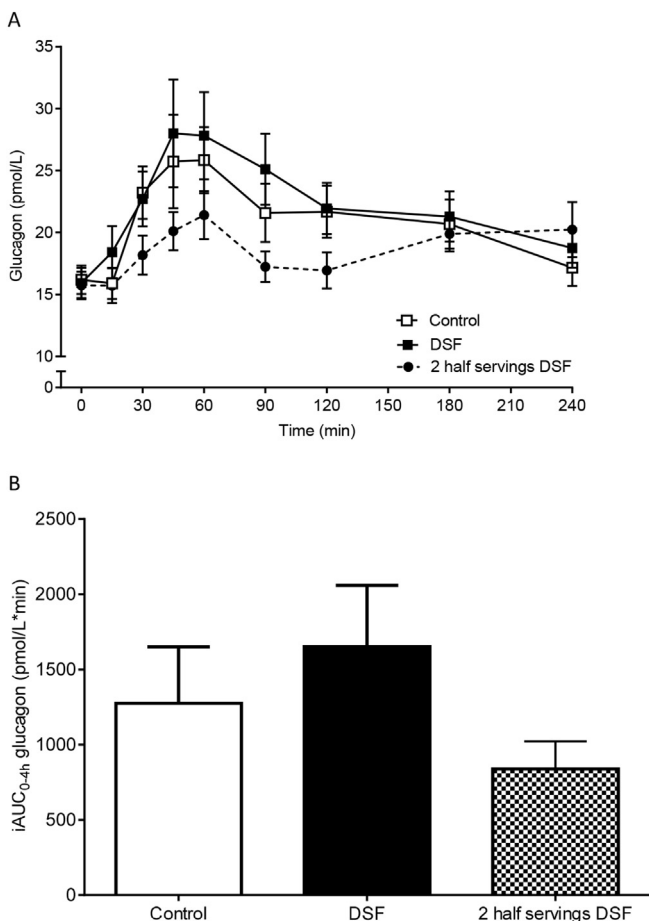 A
35
30
25
20
15
10
0
Glucagon (pmol/L)
Control
DSF
2 half servings DSF
0 30 60 90 120 150 180 210 240
Time (min)
B
2500
2000
1500
1000
500
0
iAUC0-4h glucagon (pmol/L*min)
Control DSF 2 half servings DSF